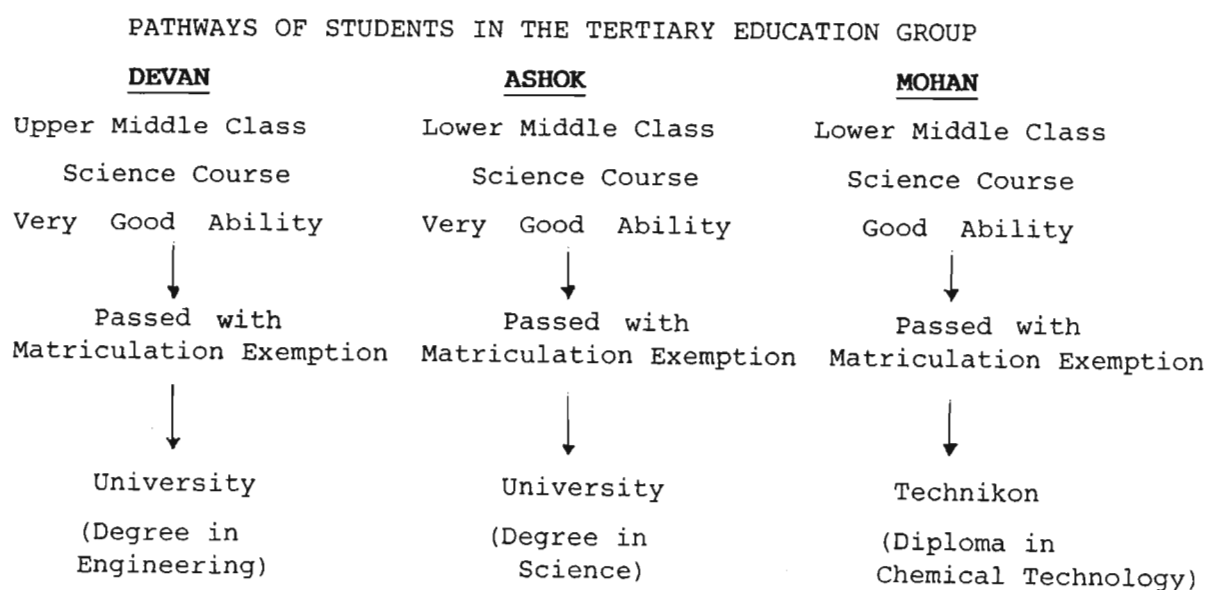 PATHWAYS OF STUDENTS IN THE TERTIARY EDUCATION GROUP
DEVAN
Upper Middle Class
Science Course
Very Good Ability
Passed with
Matriculation Exemption
University
(Degree in
Engineering)
ASHOK
Lower Middle Class
Science Course
Very Good Ability
Passed with
Matriculation Exemption
University
(Degree in
Science)
MOHAN
Lower Middle Class
Science Course
Good Ability
Passed with
Matriculation Exemption
Technikon
(Diploma in
Chemical Technology)